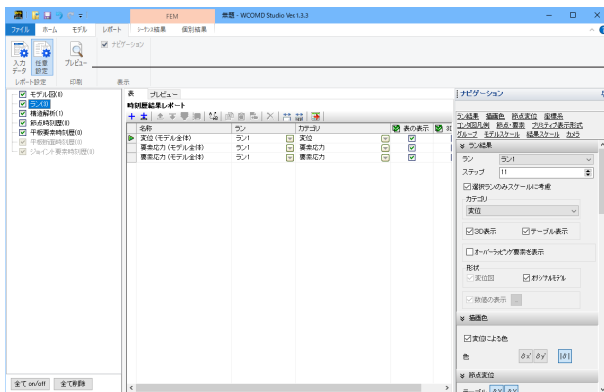 FEM
無題 - WCOMD Studio Ver.1.3.3
ファイル ホーム モデル レポート シーケンス結果 個別結果
入力データ
任意設定
プレビュー
ナビゲーション
レポート設定 印刷 表示
モデル図(0)
ラン(3)
構造解析(1)
節点時刻歴(0)
平板要素時刻歴(0)
平板断面時刻歴(0)
ジョイント要素時刻歴(0)
全て on/off 全て削除
表 プレビュー
時刻歴結果レポート
名称 ラン カテゴリ 表の表示 3D
変位(モデル全体) ラン1 変位
要素応力(モデル全体) ラン1 要素応力
要素応力(モデル全体) ラン1 要素応力
ナビゲーション
ラン結果 描画色 節点変位 座標系
コンタ図凡例 節点・要素 プリミティブ表示形式
グループ モデルスケール 結果スケール カメラ
ラン結果
ラン ラン1
ステップ 11
選択ランのみスケールに考慮
カテゴリ
変位
3D表示 テーブル表示
オーバーラッピング要素を表示
形状
変位図 オリジナルモデル
数値の表示
描画色
変位による色
色 ∂x' ∂y' |∂|
節点変位